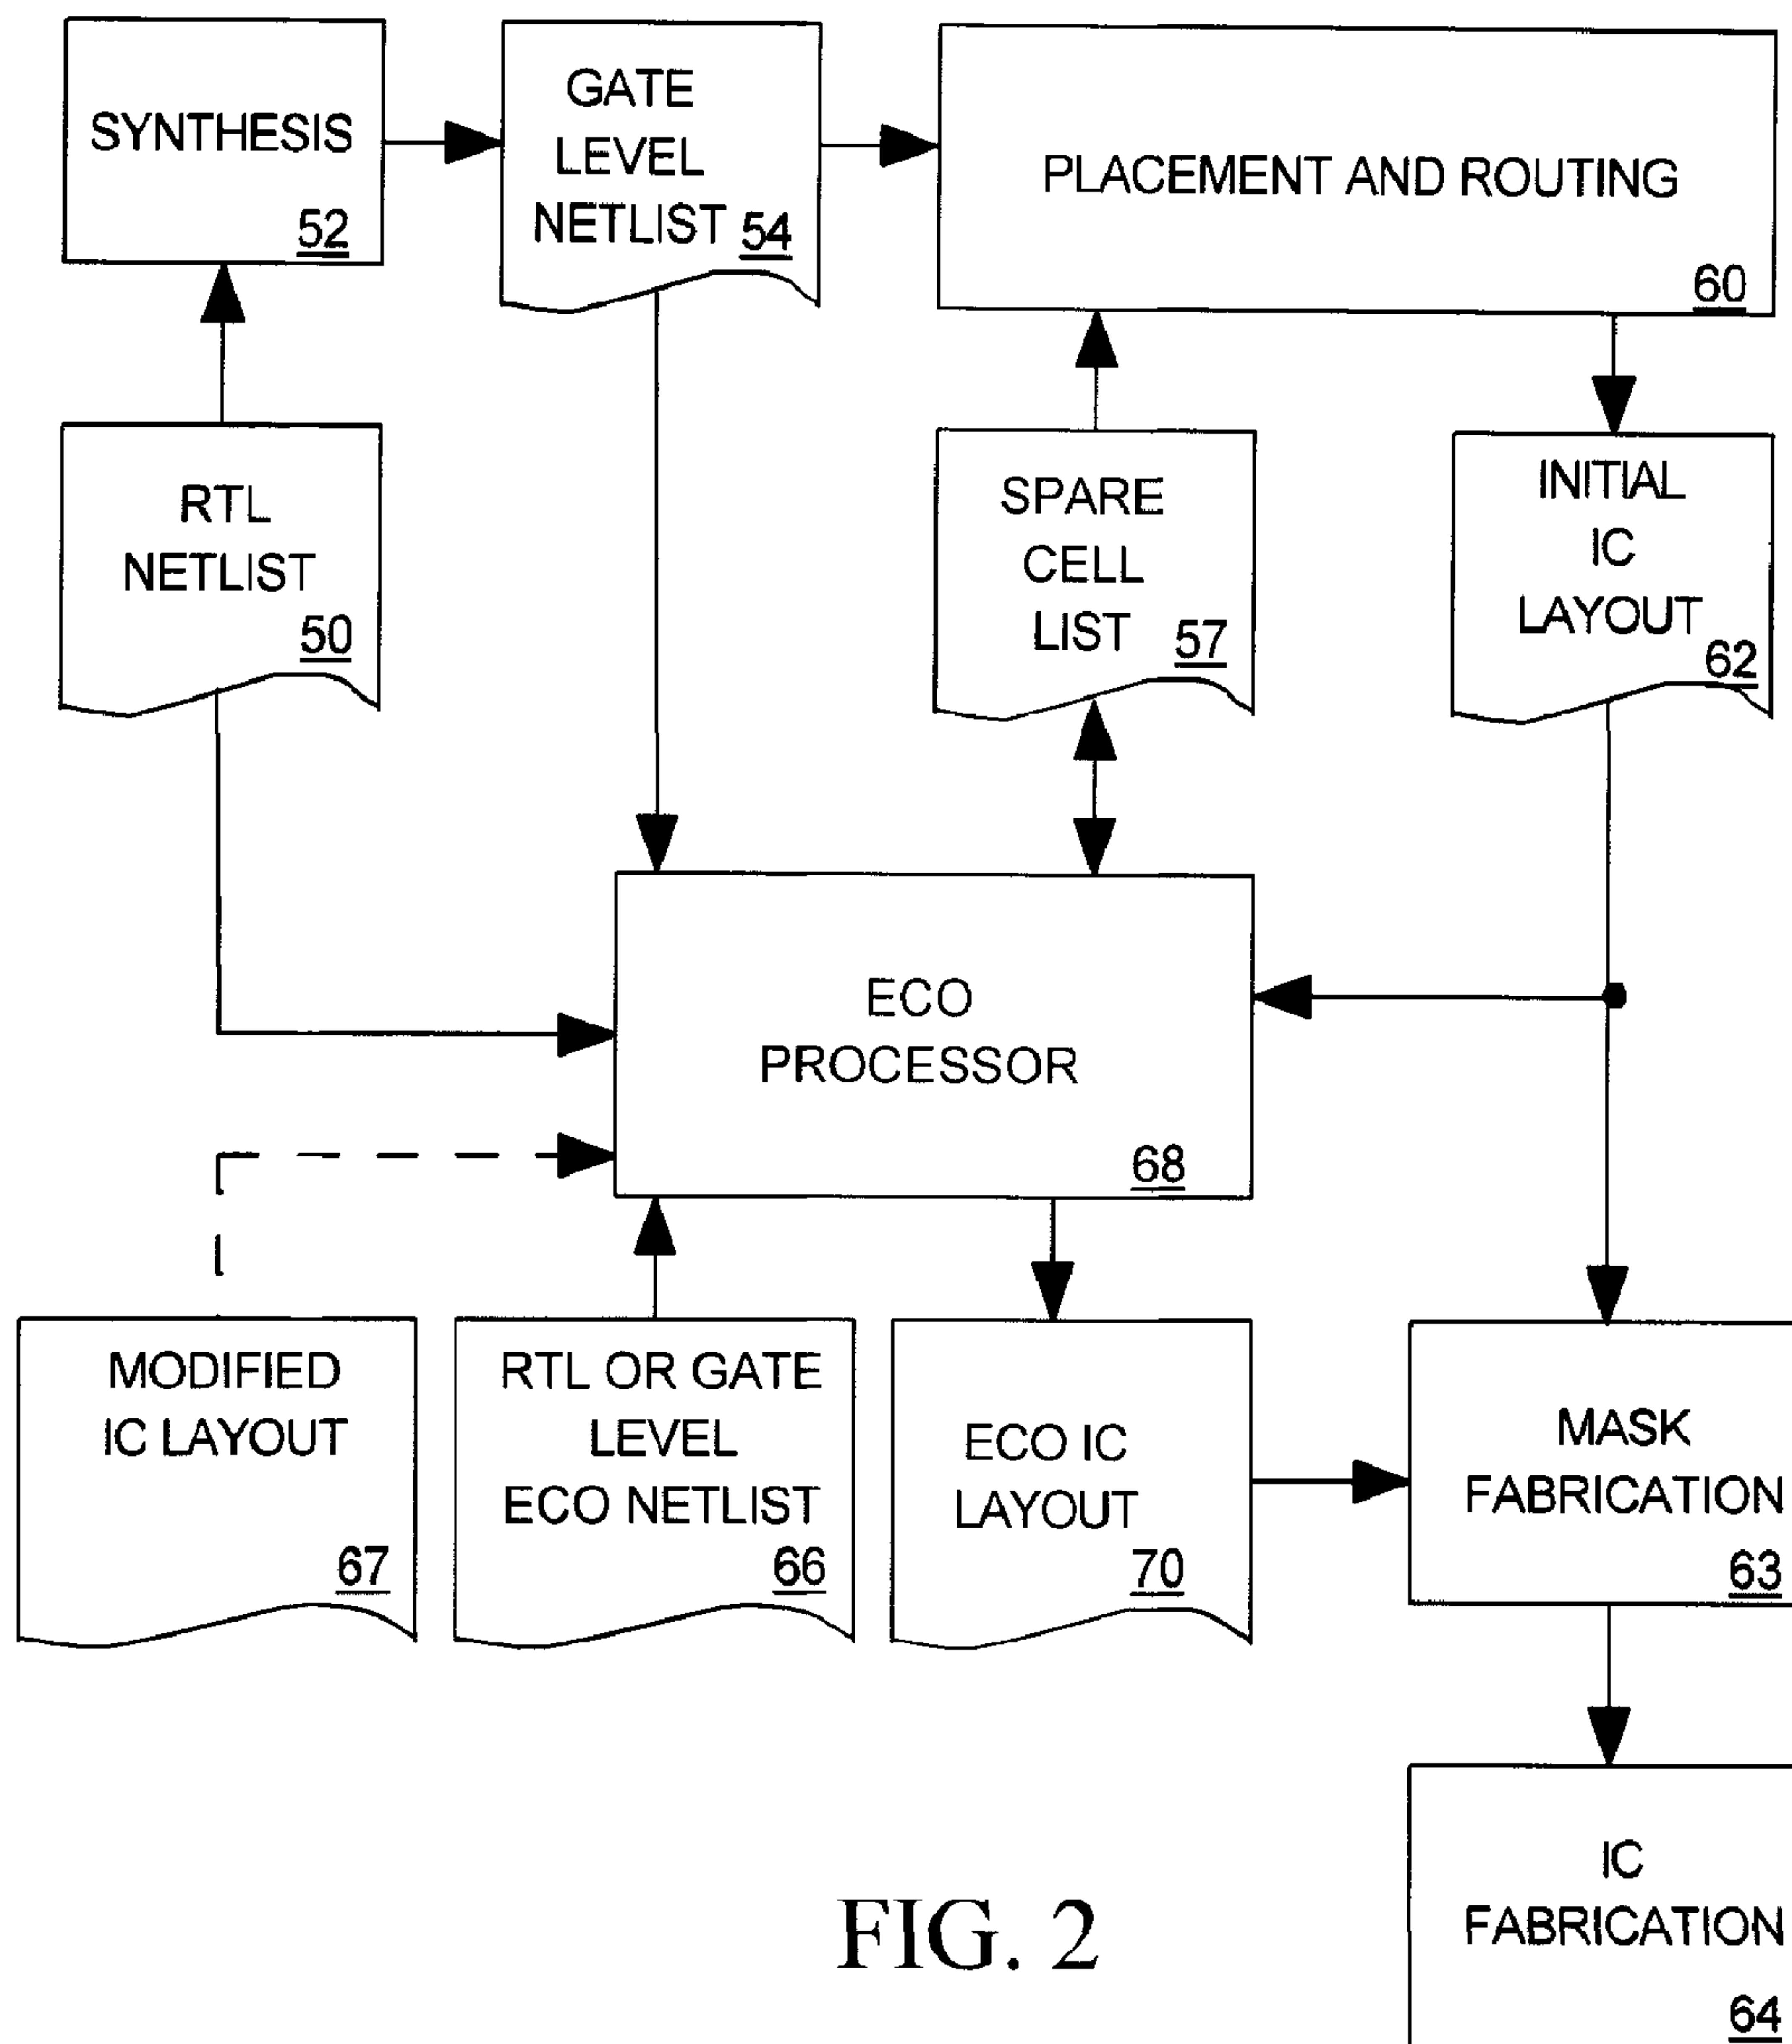 SYNTHESIS
52
GATE
LEVEL
NETLIST 54
PLACEMENT AND ROUTING
60
RTL
NETLIST
50
SPARE
CELL
LIST
57
INITIAL
IC
LAYOUT
62
ECO
PROCESSOR
68
MODIFIED
IC LAYOUT
67
RTL OR GATE
LEVEL
ECO NETLIST
66
ECO IC
LAYOUT
70
MASK
FABRICATION
63
IC
FABRICATION
64
FIG. 2